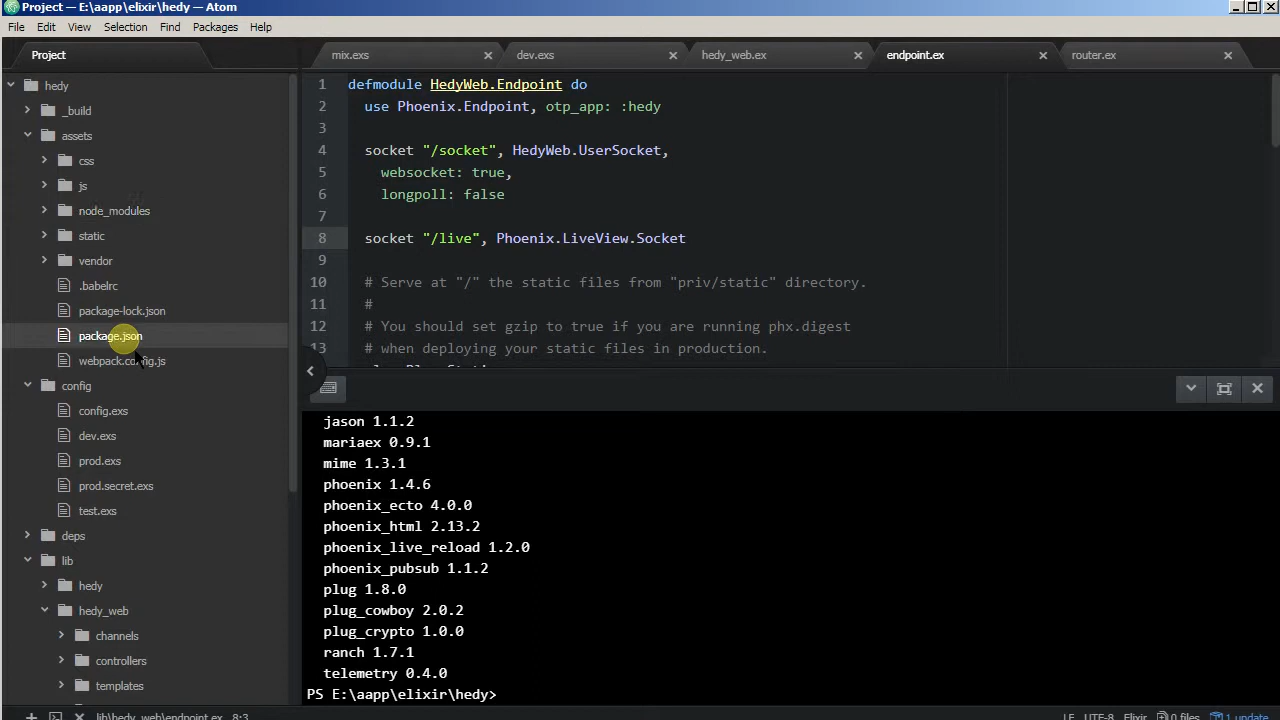 Project — E:\aapp\elixir\hedy — Atom
File Edit View Selection Find Packages Help
Project
mix.exs
dev.exs
hedy_web.ex
endpoint.ex
router.ex
hedy
_build
assets
css
js
node_modules
static
vendor
.babelrc
package-lock.json
package.json
webpack.config.js
config
config.exs
dev.exs
prod.exs
prod.secret.exs
test.exs
deps
lib
hedy
hedy_web
channels
controllers
templates
1 defmodule HedyWeb.Endpoint do
2 use Phoenix.Endpoint, otp_app: :hedy
3
4 socket "/socket", HedyWeb.UserSocket,
5 websocket: true,
6 longpoll: false
7
8 socket "/live", Phoenix.LiveView.Socket
9
10 # Serve at "/" the static files from "priv/static" directory.
11 #
12 # You should set gzip to true if you are running phx.digest
13 # when deploying your static files in production.
jason 1.1.2
mariaex 0.9.1
mime 1.3.1
phoenix 1.4.6
phoenix_ecto 4.0.0
phoenix_html 2.13.2
phoenix_live_reload 1.2.0
phoenix_pubsub 1.1.2
plug 1.8.0
plug_cowboy 2.0.2
plug_crypto 1.0.0
ranch 1.7.1
telemetry 0.4.0
PS E:\aapp\elixir\hedy>
lib\hedy_web\endpoint.ex 8:3
LF UTF-8 Elixir 0 files 1 update